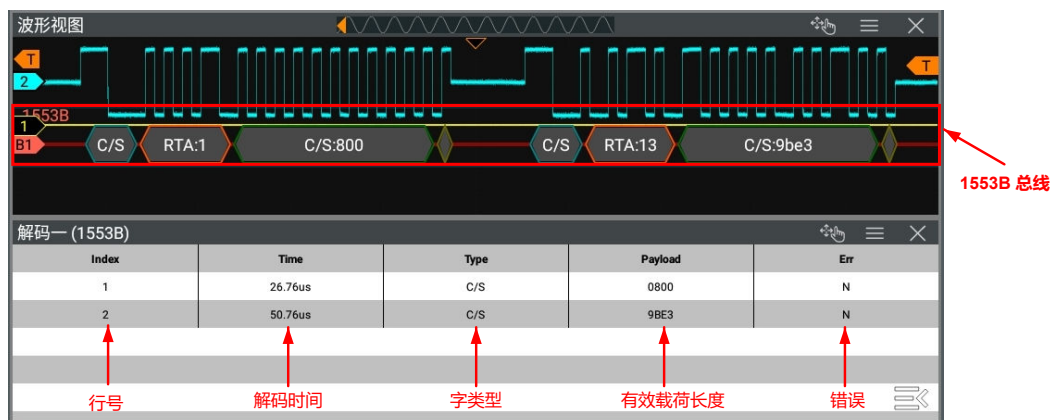 波形视图
T
2
T
1553B
1
B1
C/S
RTA:1
C/S:800
C/S
RTA:13
C/S:9be3
1553B 总线
解码一 (1553B)
Index Time Type Payload Err
1 26.76us C/S 0800 N
2 50.76us C/S 9BE3 N
行号 解码时间 字类型 有效载荷长度 错误